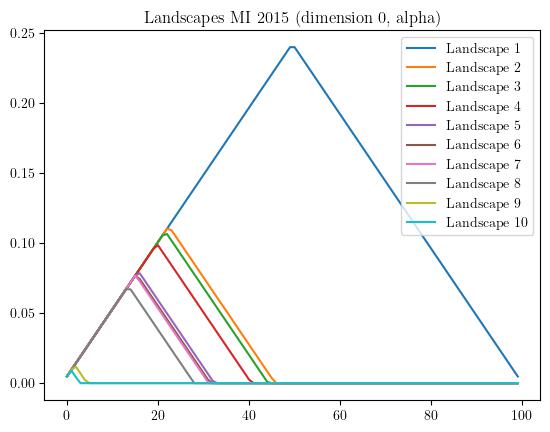 Landscapes MI 2015 (dimension 0, alpha)
0.25
0.20
0.15
0.10
0.05
0.00
0
20
40
60
80
100
Landscape 1
Landscape 2
Landscape 3
Landscape 4
Landscape 5
Landscape 6
Landscape 7
Landscape 8
Landscape 9
Landscape 10